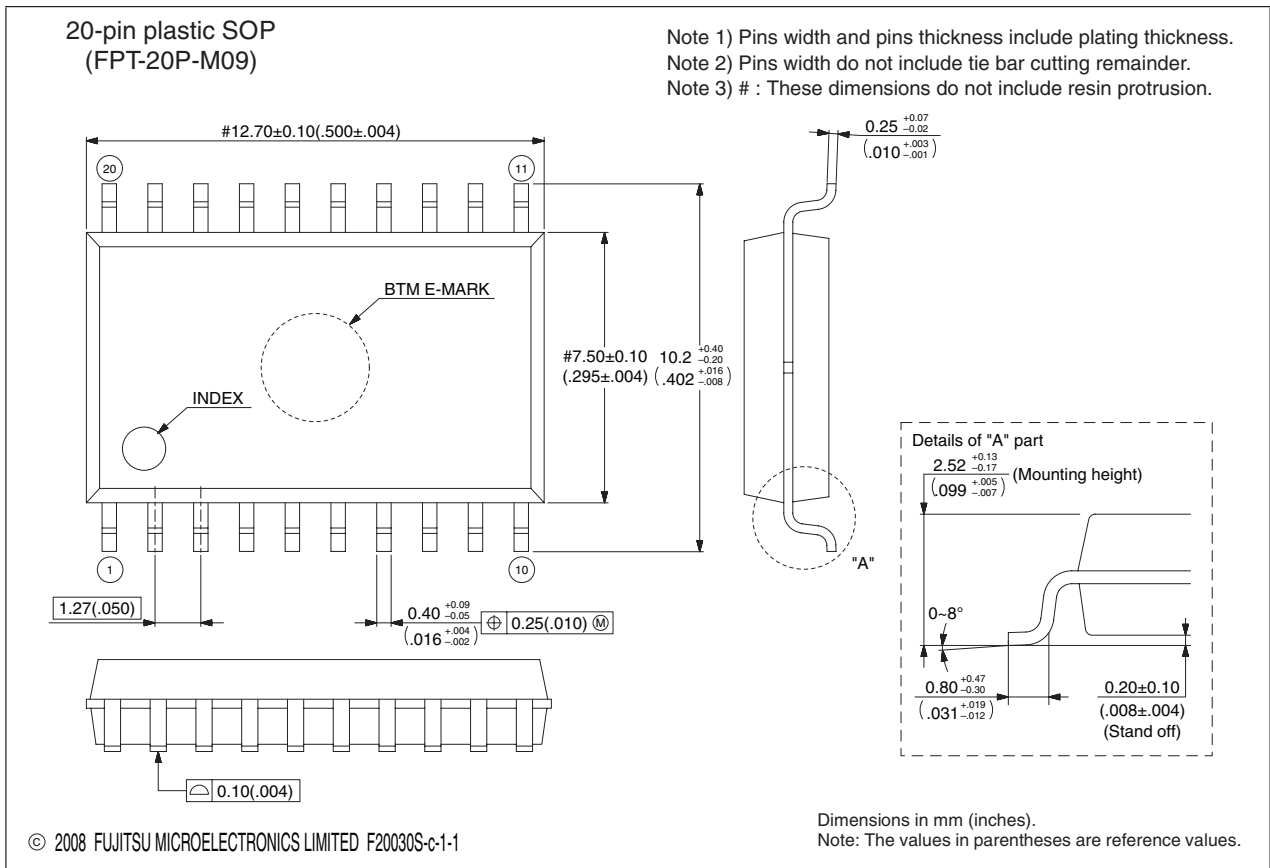 20-pin plastic SOP
(FPT-20P-M09)
Note 1) Pins width and pins thickness include plating thickness.
Note 2) Pins width do not include tie bar cutting remainder.
Note 3) # : These dimensions do not include resin protrusion.
#12.70±0.10(.500±.004)
0.25 +0.07 −0.02
(.010 +.003 −.001)
20
11
BTM E-MARK
#7.50±0.10
(.295±.004)
10.2 +0.40 −0.20
(.402 +.016 −.008)
INDEX
1
10
"A"
1.27(.050)
0.40 +0.09 −0.05
(.016 +.004 −.002)
⌖ 0.25(.010) Ⓜ
⌓ 0.10(.004)
Details of "A" part
2.52 +0.13 −0.17
(.099 +.005 −.007)
(Mounting height)
0~8°
0.80 +0.47 −0.30
(.031 +.019 −.012)
0.20±0.10
(.008±.004)
(Stand off)
© 2008 FUJITSU MICROELECTRONICS LIMITED F20030S-c-1-1
Dimensions in mm (inches).
Note: The values in parentheses are reference values.